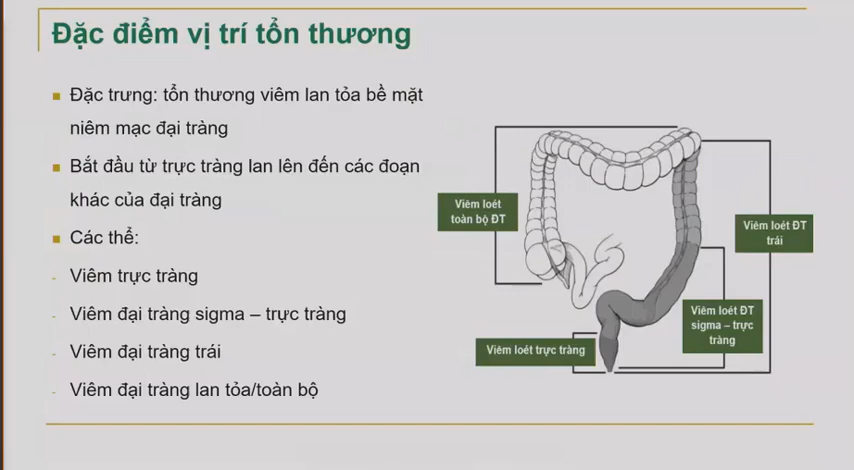 Đặc điểm vị trí tổn thương
Đặc trưng: tổn thương viêm lan tỏa bề mặt
niêm mạc đại tràng
Bắt đầu từ trực tràng lan lên đến các đoạn
khác của đại tràng
Các thể:
- Viêm trực tràng
- Viêm đại tràng sigma – trực tràng
- Viêm đại tràng trái
- Viêm đại tràng lan tỏa/toàn bộ
Viêm loét
toàn bộ ĐT
Viêm loét ĐT
trái
Viêm loét ĐT
sigma – trực
tràng
Viêm loét trực tràng